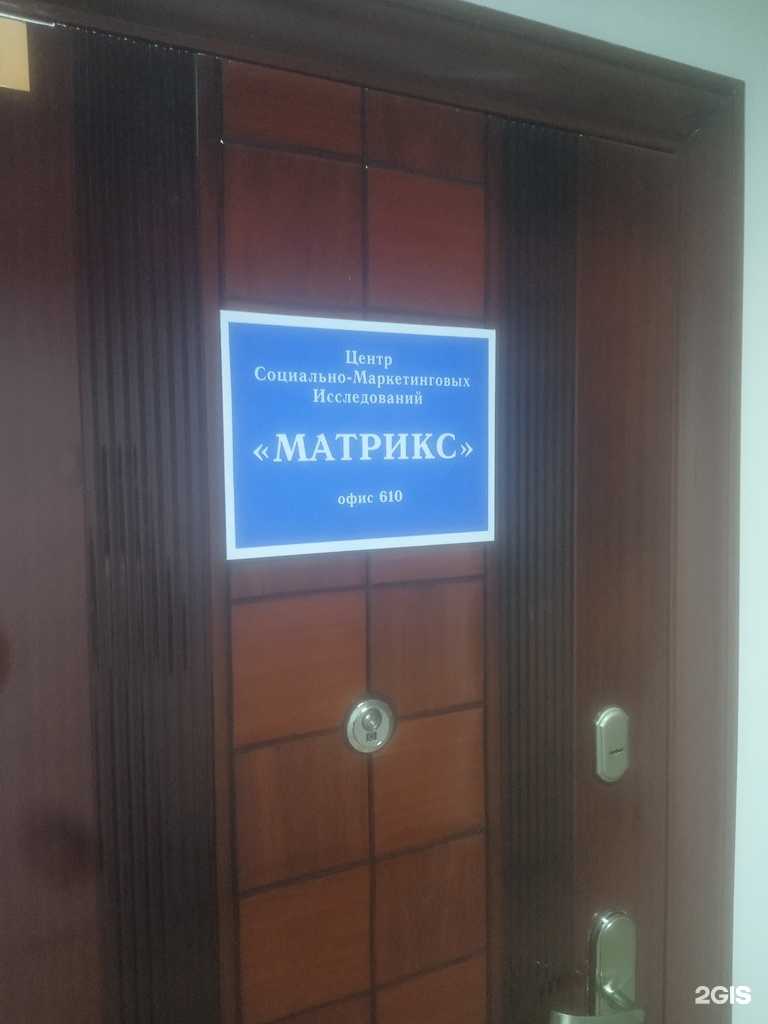 Центр
Социально-Маркетинговых
Исследований
«МАТРИКС»
офис 610
2GIS